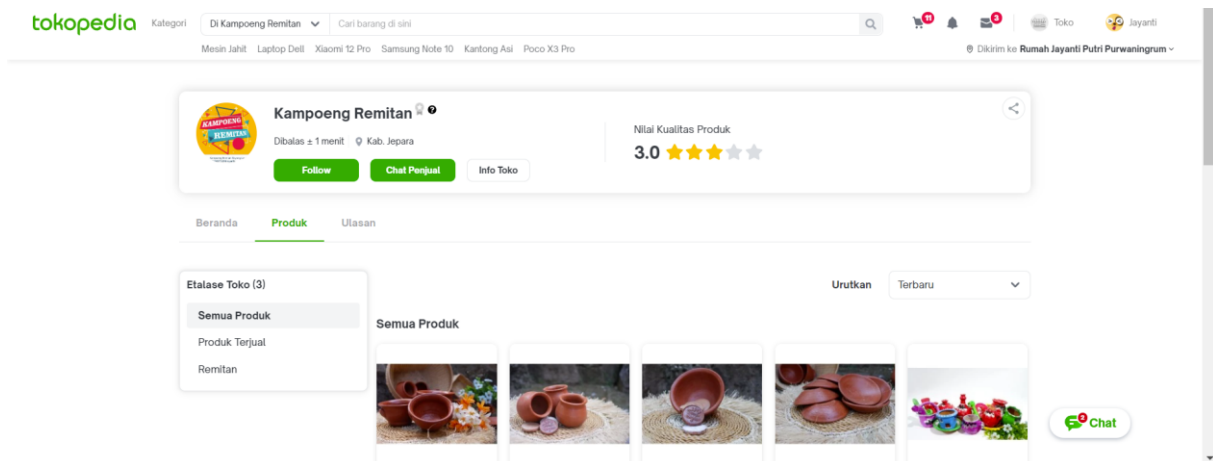 tokopedia Kategori Di Kampoeng Remitan Cari barang di sini 11 3 Toko Jayanti
Mesin Jahit Laptop Dell Xiaomi 12 Pro Samsung Note 10 Kantong Asi Poco X3 Pro Dikirim ke Rumah Jayanti Putri Purwaningrum
KAMPOENG
REMITAN
Kampoeng Remitan
Dibalas ± 1 menit Kab. Jepara
Follow Chat Penjual Info Toko
Nilai Kualitas Produk
3.0
Beranda Produk Ulasan
Etalase Toko (3)
Semua Produk
Produk Terjual
Remitan
Urutkan Terbaru
Semua Produk
2 Chat